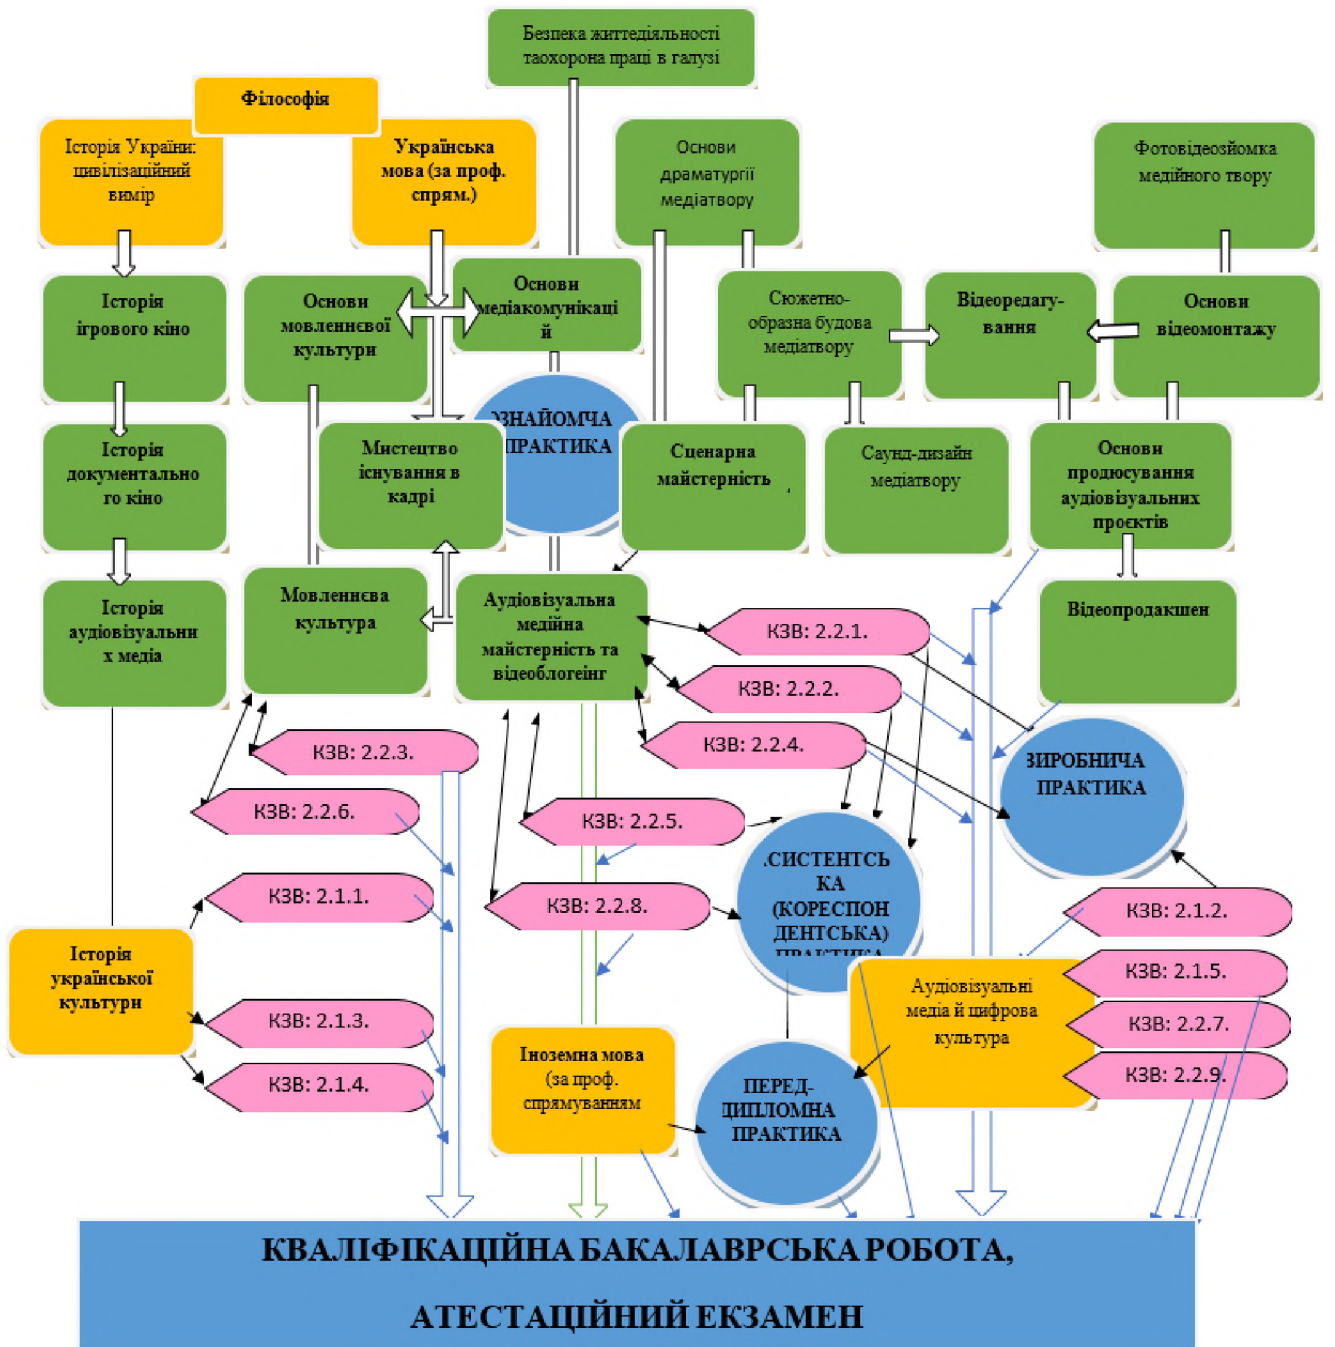 Безпека життєдіяльності
таохорона праці в галузі
Філософія
Історія України:
цивілізаційний
вимір
Українська
мова (за проф.
спрям.)
Основи
драматургії
медіатвору
Фотовідеозйомка
медійного твору
Історія
ігрового кіно
Основи
мовленнєвої
культури
Основи
медіакомунікаці
й
Сюжетно-
образна будова
медіатвору
Відеоредагу-
вання
Основи
відеомонтажу
ОЗНАЙОМЧА
ПРАКТИКА
Історія
документально
го кіно
Мистецтво
існування в
кадрі
Сценарна
майстерність
Саунд-дизайн
медіатвору
Основи
продюсування
аудіовізуальних
проєктів
Історія
аудіовізуальни
х медіа
Мовленнєва
культура
Аудіовізуальна
медійна
майстерність та
відеоблогеінг
КЗВ: 2.2.1.
Відеопродакшен
КЗВ: 2.2.2.
КЗВ: 2.2.3.
КЗВ: 2.2.4.
ВИРОБНИЧА
ПРАКТИКА
КЗВ: 2.2.6.
КЗВ: 2.2.5.
КЗВ: 2.1.1.
КЗВ: 2.2.8.
СИСТЕНТСЬ
КА
(КОРЕСПОН
ДЕНТСЬКА)
ПРАКТИКА
КЗВ: 2.1.2.
Історія
української
культури
КЗВ: 2.1.3.
КЗВ: 2.1.4.
Аудіовізуальні
медіа й цифрова
культура
КЗВ: 2.1.5.
КЗВ: 2.2.7.
КЗВ: 2.2.9.
Іноземна мова
(за проф.
спрямуванням
ПЕРЕД-
ДИПЛОМНА
ПРАКТИКА
КВАЛІФІКАЦІЙНА БАКАЛАВРСЬКА РОБОТА,
АТЕСТАЦІЙНИЙ ЕКЗАМЕН